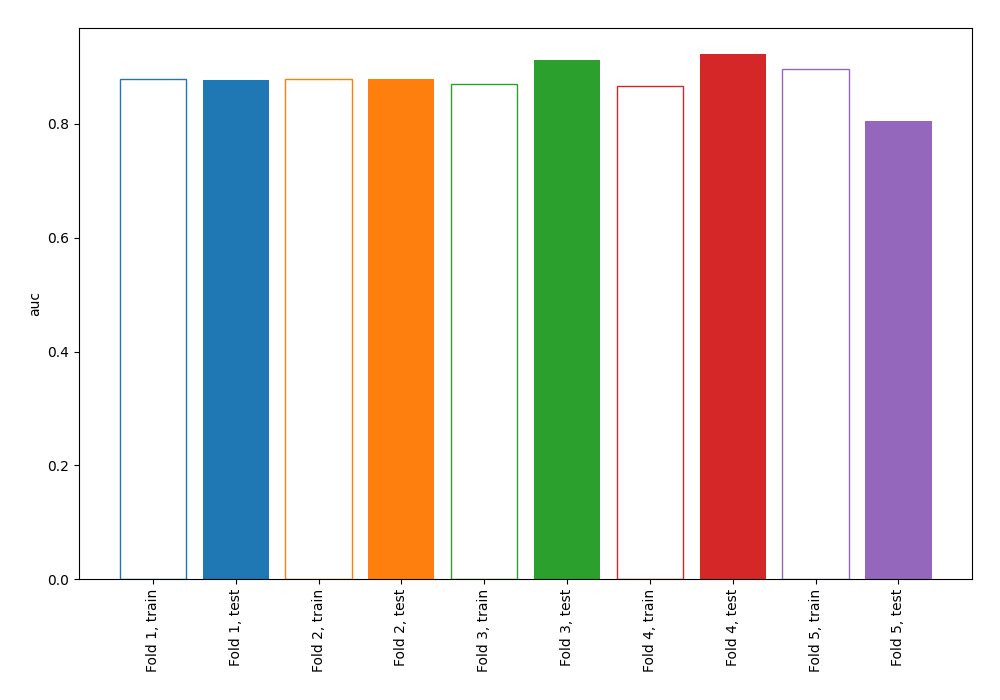 auc
0.8
0.6
0.4
0.2
0.0
Fold 1, train
Fold 1, test
Fold 2, train
Fold 2, test
Fold 3, train
Fold 3, test
Fold 4, train
Fold 4, test
Fold 5, train
Fold 5, test